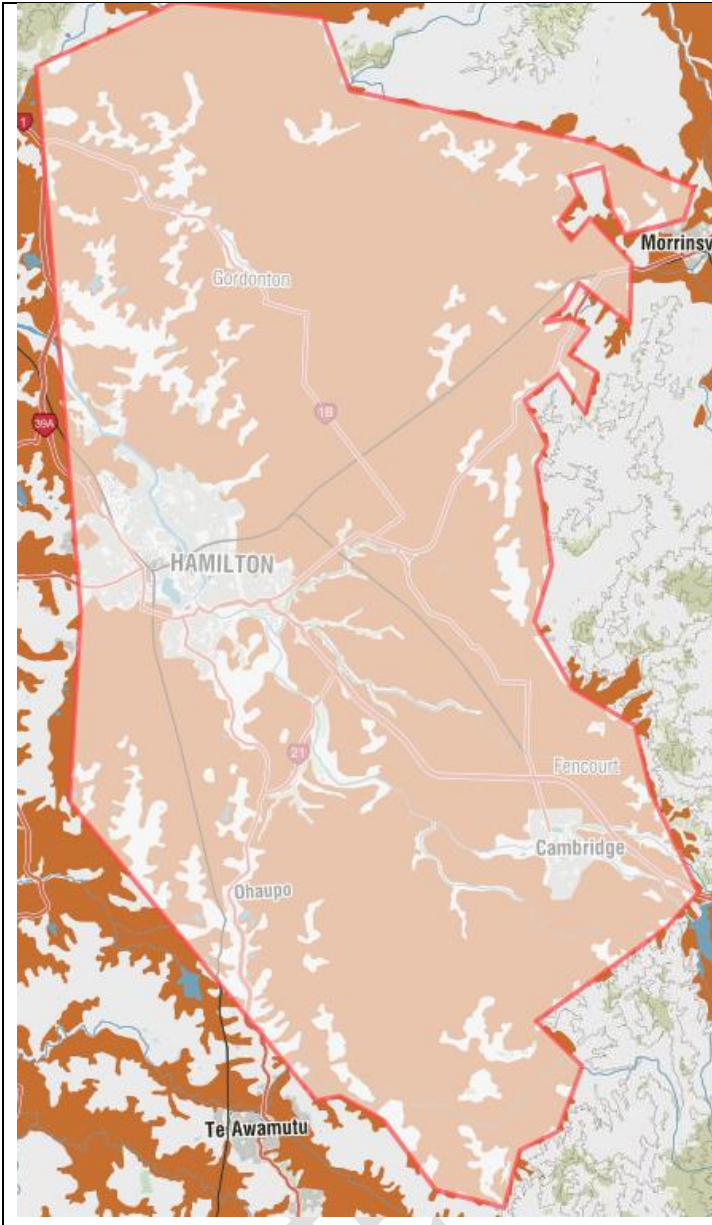 1
Gordonton
Morrinsv
1B
39A
HAMILTON
21
Fencourt
Cambridge
Ohaupo
Te Awamutu